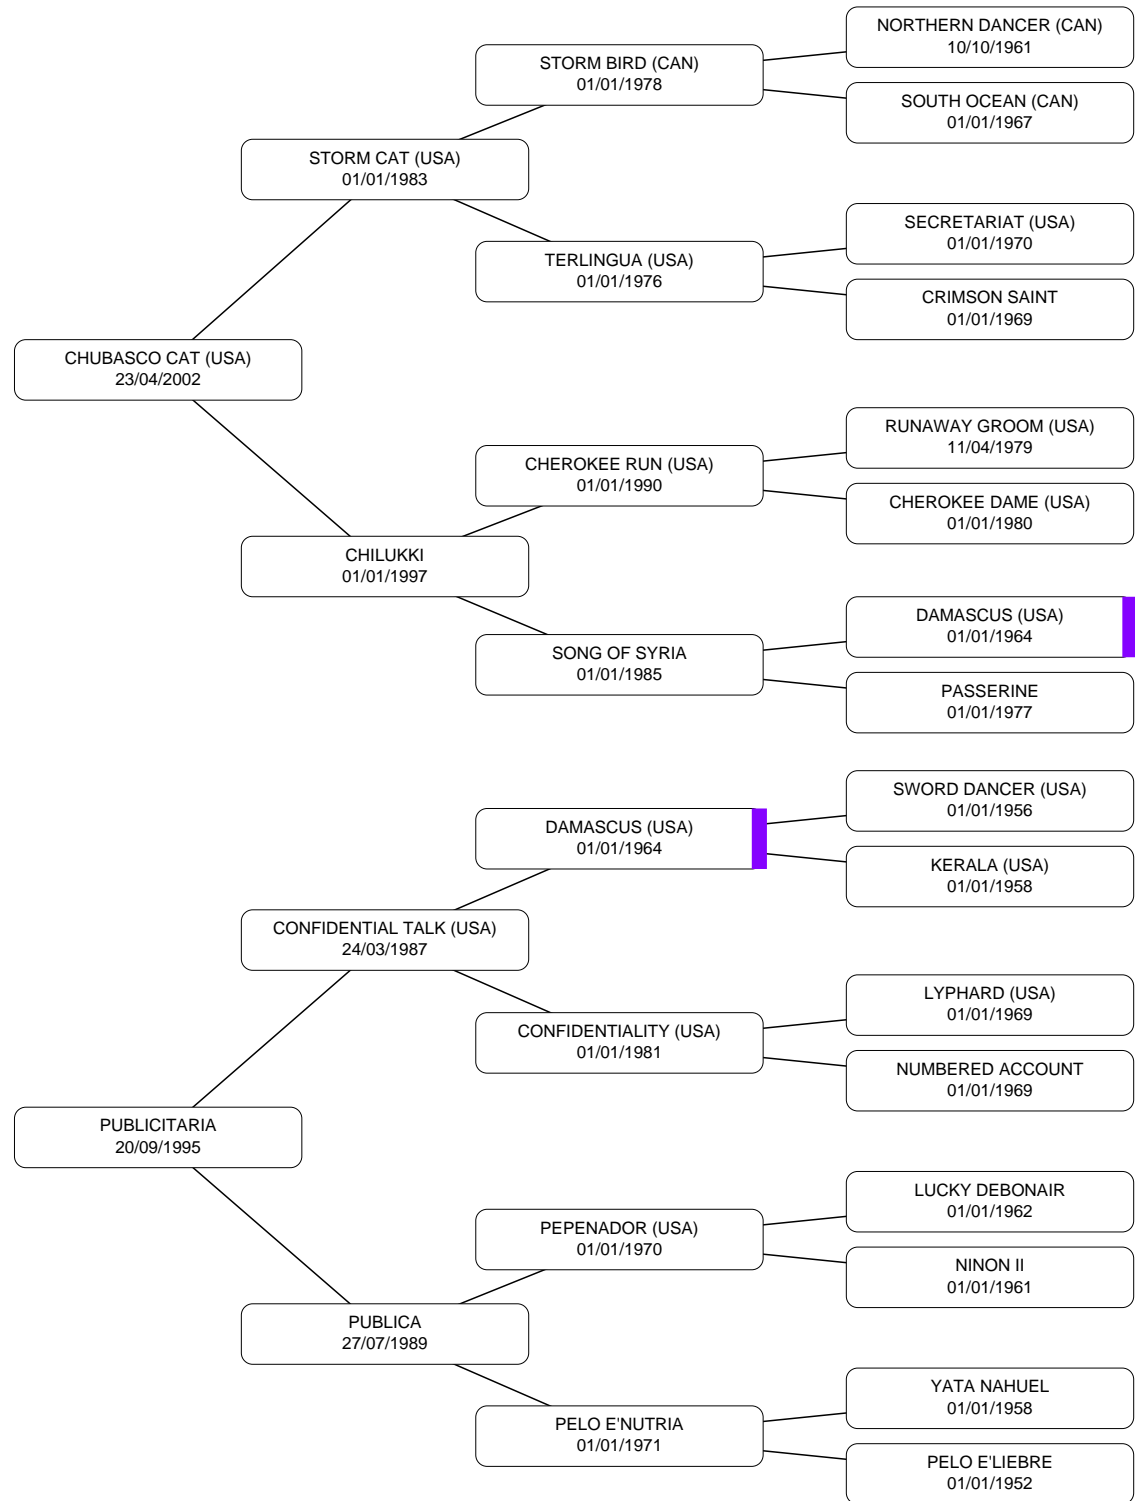 NORTHERN DANCER (CAN)
10/10/1961
STORM BIRD (CAN)
01/01/1978
SOUTH OCEAN (CAN)
01/01/1967
STORM CAT (USA)
01/01/1983
SECRETARIAT (USA)
01/01/1970
TERLINGUA (USA)
01/01/1976
CRIMSON SAINT
01/01/1969
CHUBASCO CAT (USA)
23/04/2002
RUNAWAY GROOM (USA)
11/04/1979
CHEROKEE RUN (USA)
01/01/1990
CHEROKEE DAME (USA)
01/01/1980
CHILUKKI
01/01/1997
DAMASCUS (USA)
01/01/1964
SONG OF SYRIA
01/01/1985
PASSERINE
01/01/1977
SWORD DANCER (USA)
01/01/1956
DAMASCUS (USA)
01/01/1964
KERALA (USA)
01/01/1958
CONFIDENTIAL TALK (USA)
24/03/1987
LYPHARD (USA)
01/01/1969
CONFIDENTIALITY (USA)
01/01/1981
NUMBERED ACCOUNT
01/01/1969
PUBLICITARIA
20/09/1995
LUCKY DEBONAIR
01/01/1962
PEPENADOR (USA)
01/01/1970
NINON II
01/01/1961
PUBLICA
27/07/1989
YATA NAHUEL
01/01/1958
PELO E'NUTRIA
01/01/1971
PELO E'LIEBRE
01/01/1952